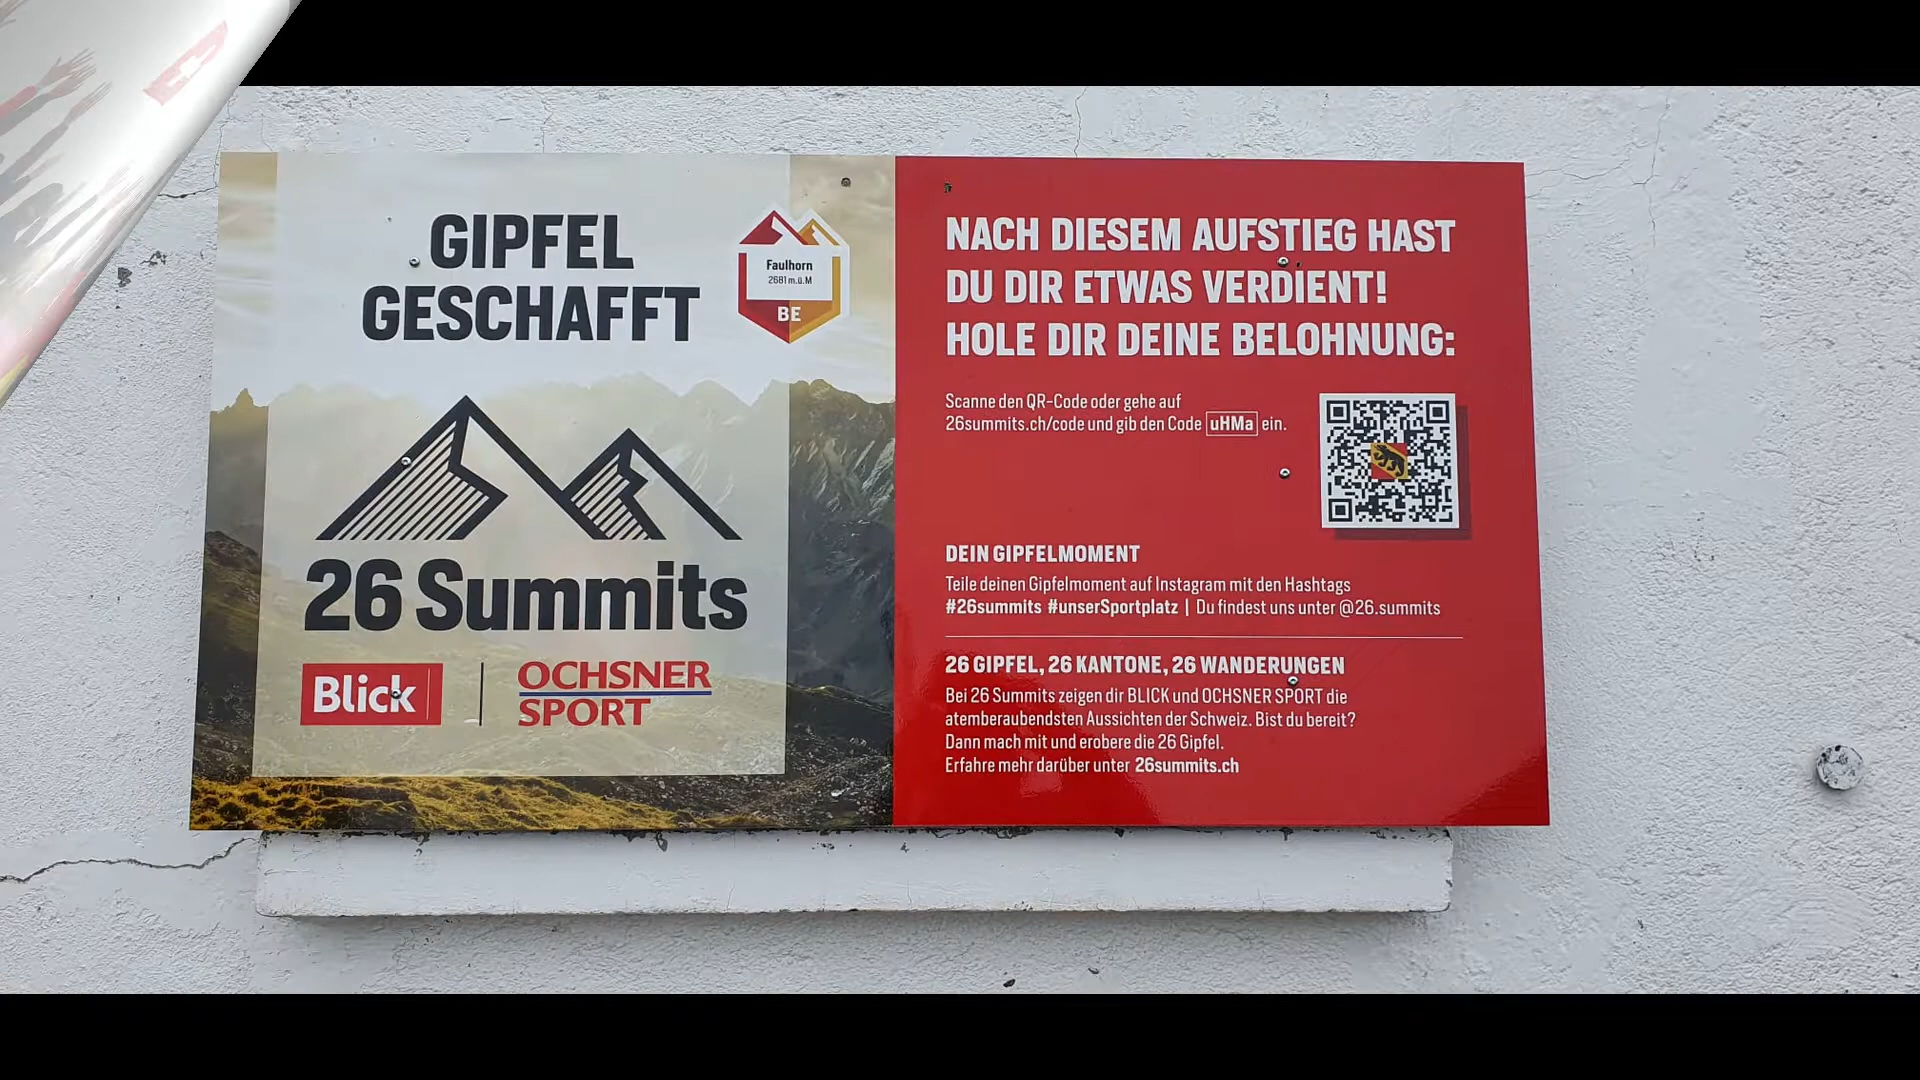 GIPFEL
GESCHAFFT
Faulhorn
2681 m.ü.M
BE
26 Summits
Blick
OCHSNER
SPORT
NACH DIESEM AUFSTIEG HAST
DU DIR ETWAS VERDIENT!
HOLE DIR DEINE BELOHNUNG:
Scanne den QR-Code oder gehe auf
26summits.ch/code und gib den Code uHMa ein.
DEIN GIPFELMOMENT
Teile deinen Gipfelmoment auf Instagram mit den Hashtags
#26summits #unserSportplatz | Du findest uns unter @26.summits
26 GIPFEL, 26 KANTONE, 26 WANDERUNGEN
Bei 26 Summits zeigen dir BLICK und OCHSNER SPORT die
atemberaubendsten Aussichten der Schweiz. Bist du bereit?
Dann mach mit und erobere die 26 Gipfel.
Erfahre mehr darüber unter 26summits.ch